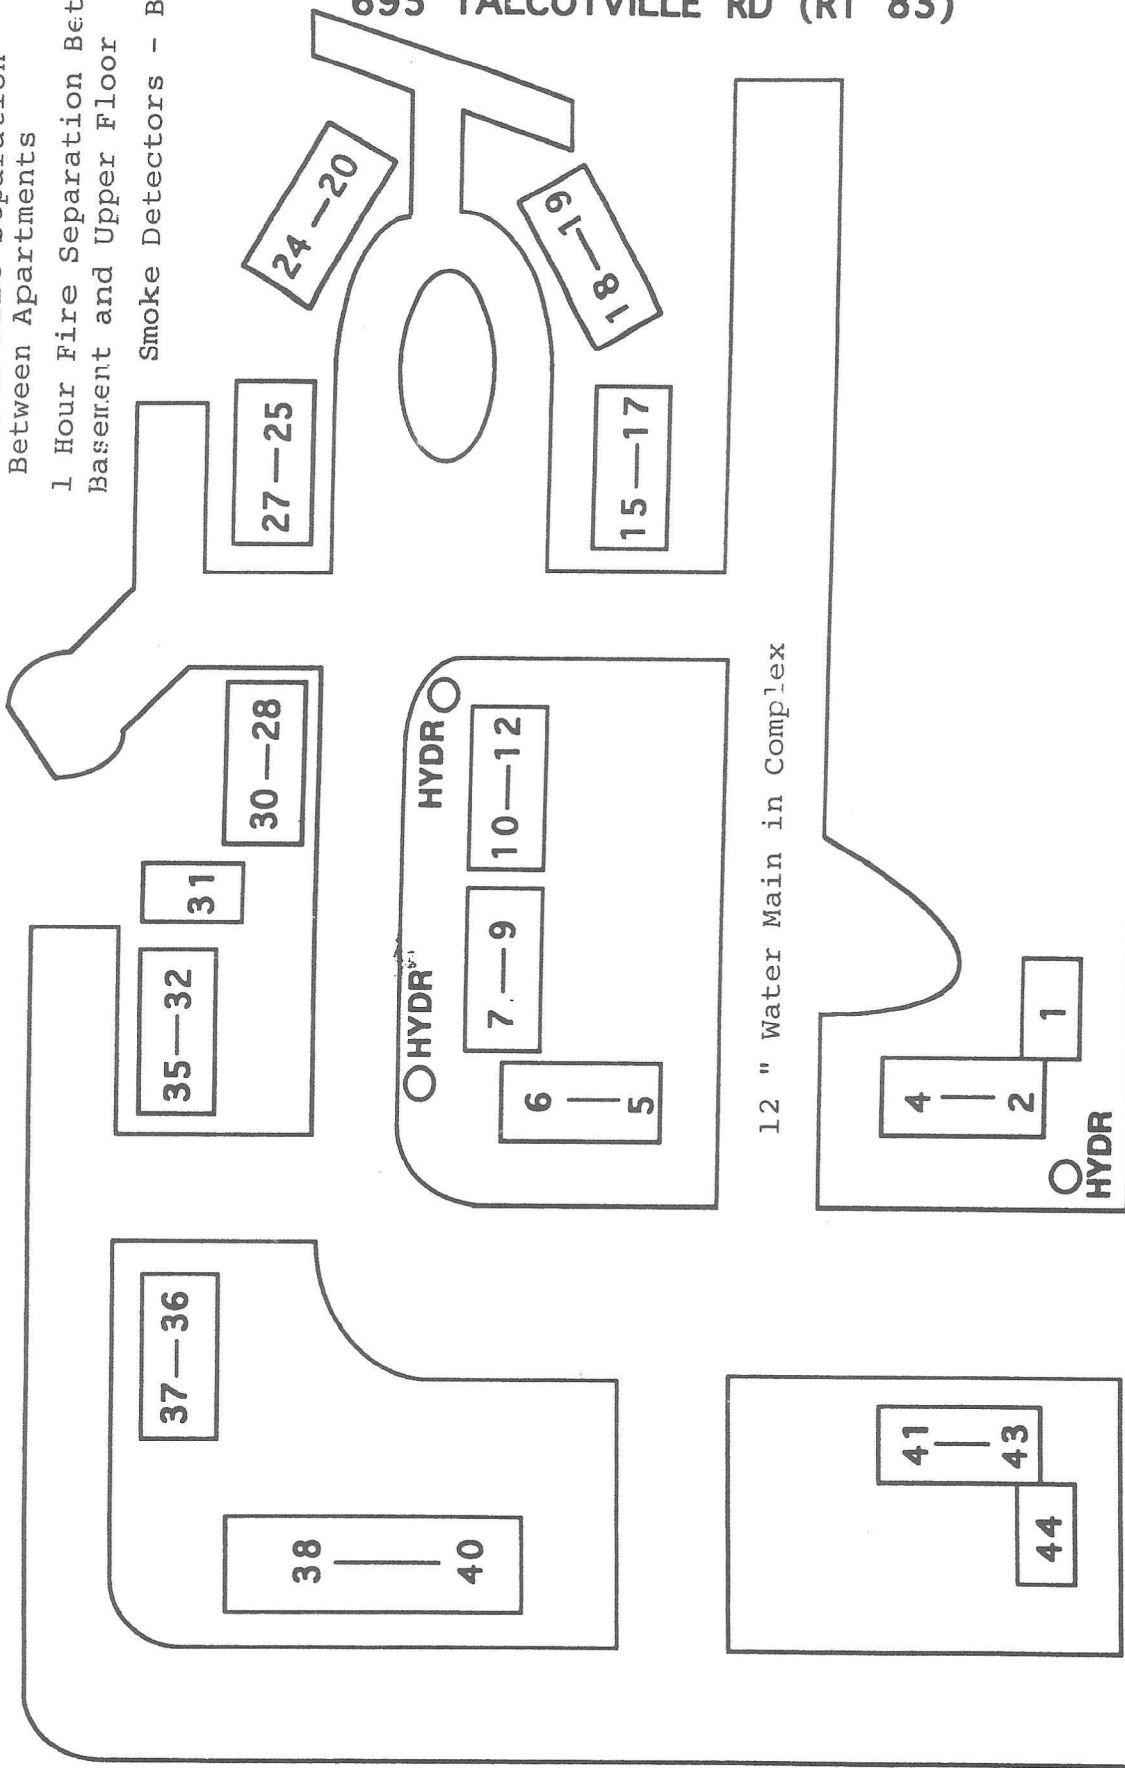 695 TALCOTVILLE RD (RT 83)
Separation
Between Apartments
1 Hour Fire Separation Bet
Basement and Upper Floor
Smoke Detectors - B
24—20
18—19
27—25
15—17
30—28
31
35—32
HYDR
HYDR
10—12
7.—9
6—5
12 " Water Main in Complex
1
4—2
HYDR
37—36
38—40
41—43
44